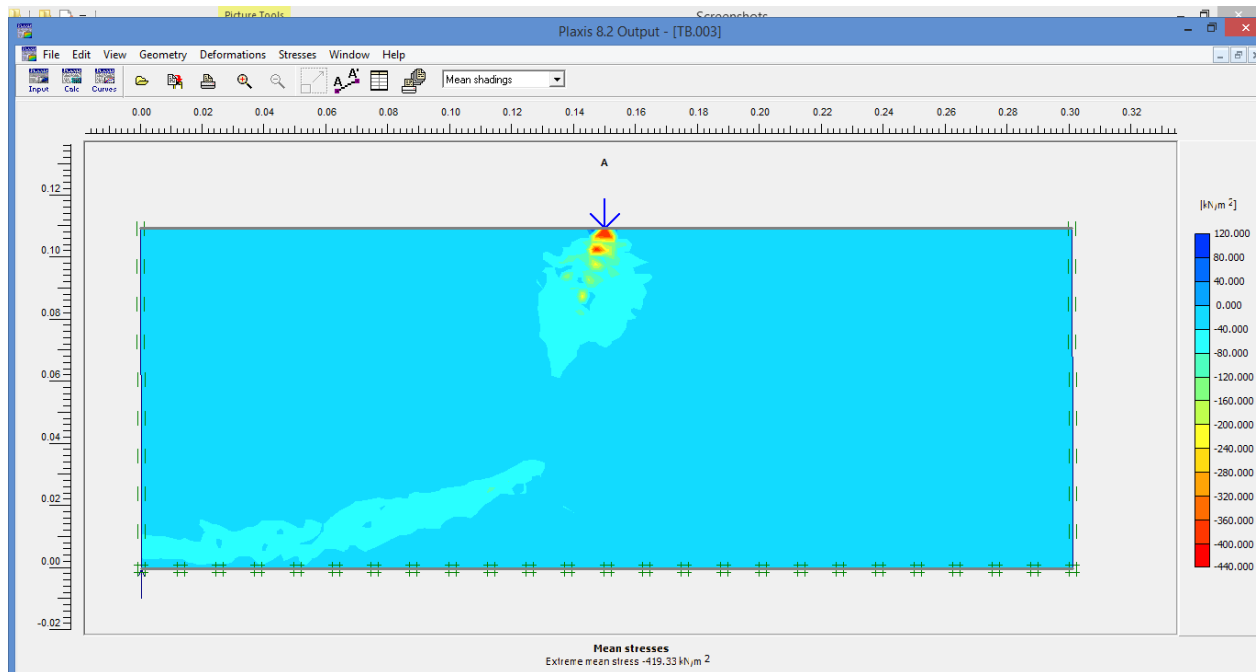 Picture Tools
Screenshots
Plaxis 8.2 Output - [TB.003]
File Edit View Geometry Deformations Stresses Window Help
Input Calc Curves
A A'
Mean shadings
0.00 0.02 0.04 0.06 0.08 0.10 0.12 0.14 0.16 0.18 0.20 0.22 0.24 0.26 0.28 0.30 0.32
A
0.12
0.10
0.08
0.06
0.04
0.02
0.00
-0.02
[kN/m²]
120.000
80.000
40.000
0.000
-40.000
-80.000
-120.000
-160.000
-200.000
-240.000
-280.000
-320.000
-360.000
-400.000
-440.000
Mean stresses
Extreme mean stress -419.33 kN/m²